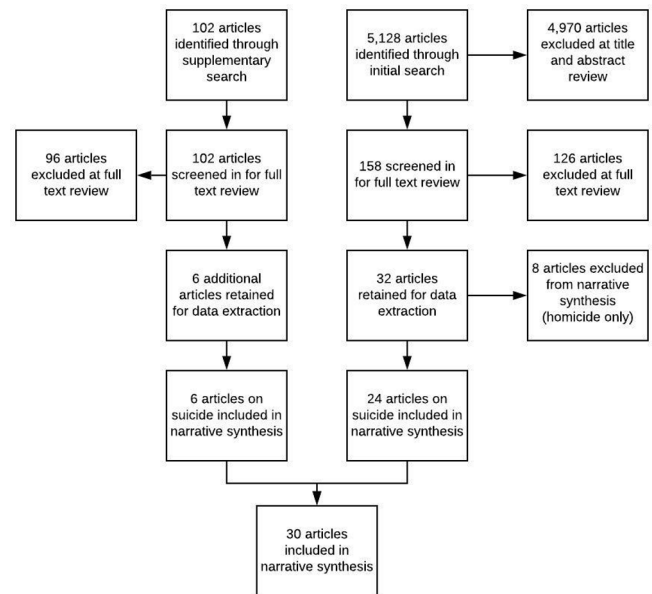 102 articles
identified through
supplementary
search
5,128 articles
identified through
initial search
4,970 articles
excluded at title
and abstract
review
96 articles
excluded at full
text review
102 articles
screened in for full
text review
158 screened in
for full text review
126 articles
excluded at full
text review
6 additional
articles retained
for data extraction
32 articles
retained for data
extraction
8 articles excluded
from narrative
synthesis
(homicide only)
6 articles on
suicide included in
narrative synthesis
24 articles on
suicide included in
narrative synthesis
30 articles
included in
narrative synthesis